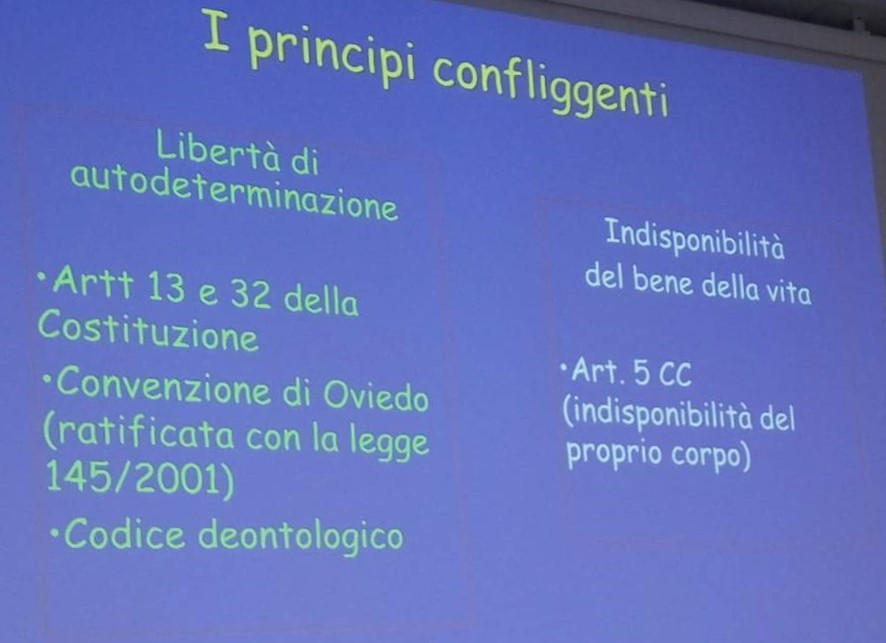 I principi confliggenti
Libertà di
autodeterminazione
•Artt 13 e 32 della
Costituzione
•Convenzione di Oviedo
(ratificata con la legge
145/2001)
•Codice deontologico
Indisponibilità
del bene della vita
•Art. 5 CC
(indisponibilità del
proprio corpo)